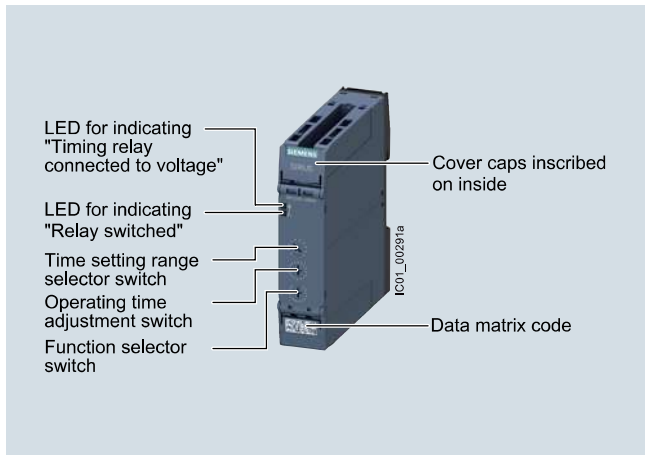 LED for indicating
"Timing relay
connected to voltage"
LED for indicating
"Relay switched"
Time setting range
selector switch
Operating time
adjustment switch
Function selector
switch
SIEMENS
SIRIUS
Cover caps inscribed
on inside
IC01_00291a
Data matrix code